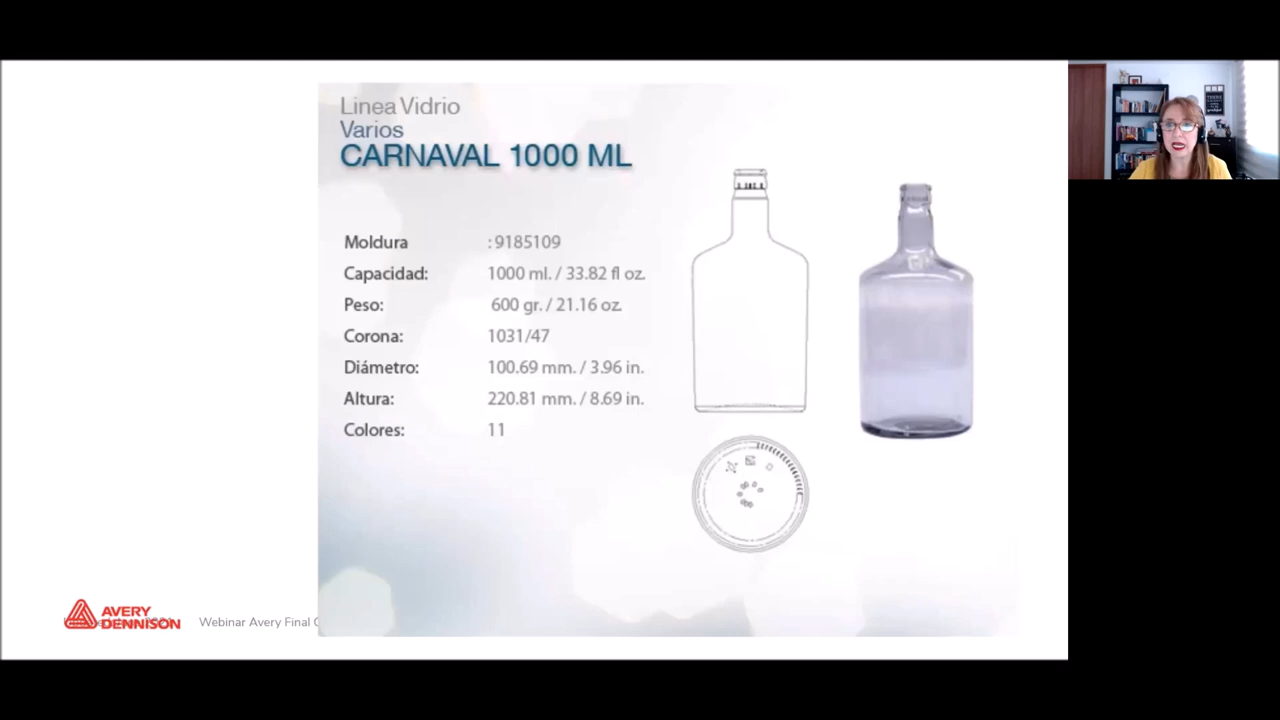 Linea Vidrio
Varios
CARNAVAL 1000 ML
Moldura : 9185109
Capacidad: 1000 ml. / 33.82 fl oz.
Peso: 600 gr. / 21.16 oz.
Corona: 1031/47
Diámetro: 100.69 mm. / 3.96 in.
Altura: 220.81 mm. / 8.69 in.
Colores: 11
AVERY
DENNISON
Webinar Avery Final